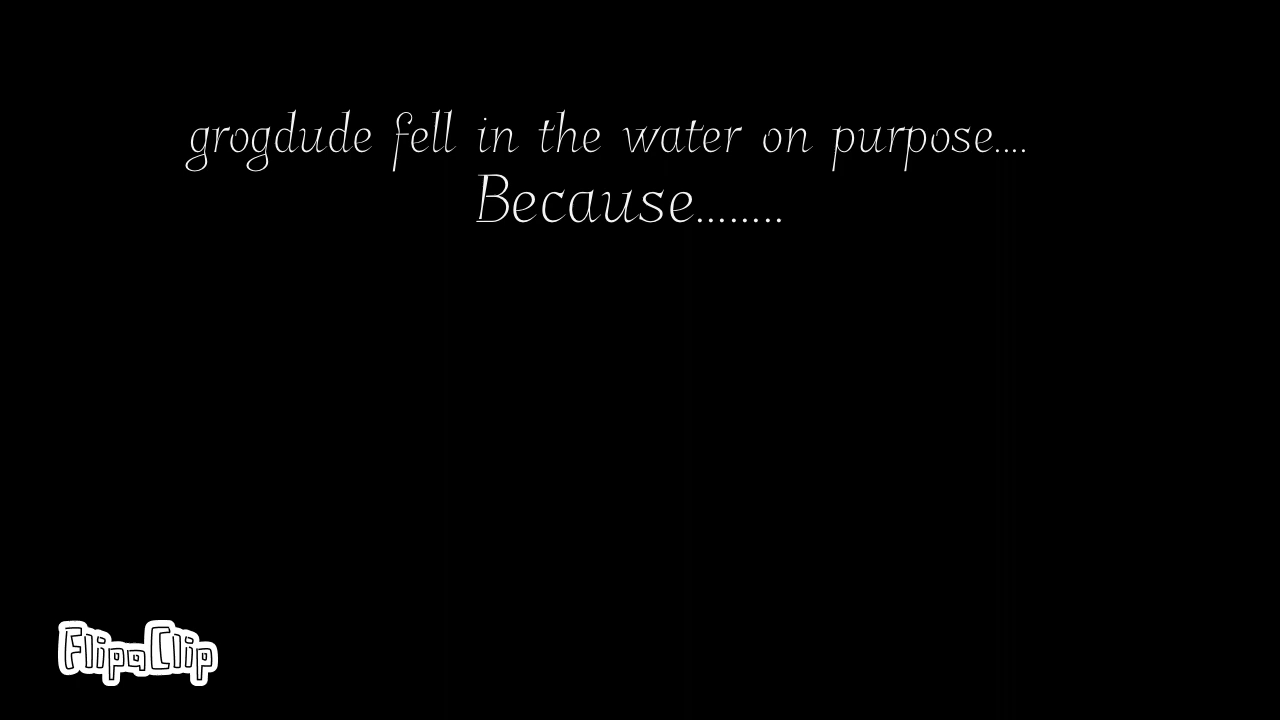 grogdude fell in the water on purpose....
Because........
FlipaClip